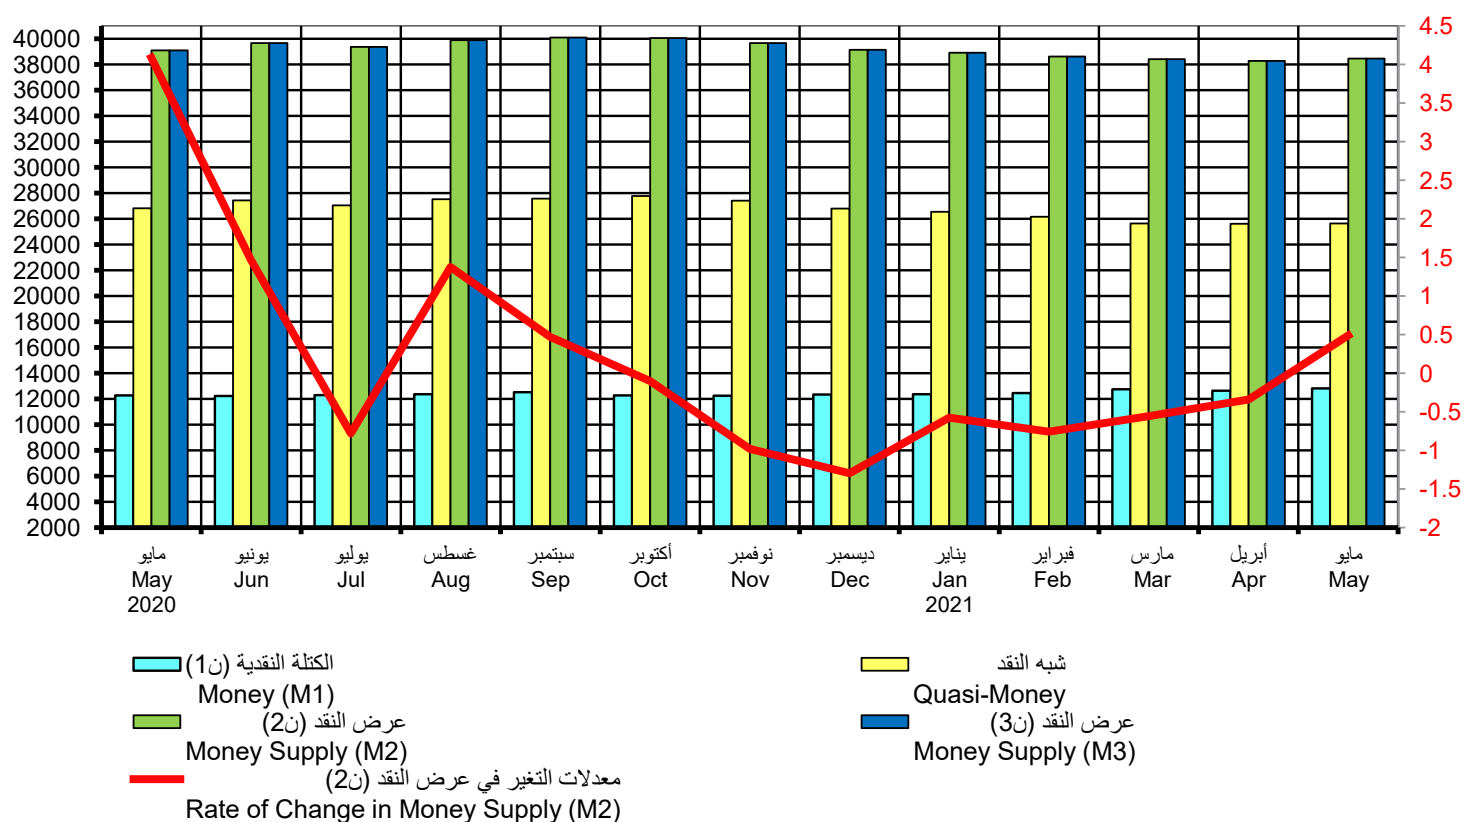 40000
38000
36000
34000
32000
30000
28000
26000
24000
22000
20000
18000
16000
14000
12000
10000
8000
6000
4000
2000
4.5
4
3.5
3
2.5
2
1.5
1
0.5
0
-0.5
-1
-1.5
-2
مايو
May
2020
يونيو
Jun
يوليو
Jul
غسطس
Aug
سبتمبر
Sep
أكتوبر
Oct
نوفمبر
Nov
ديسمبر
Dec
يناير
Jan
2021
فبراير
Feb
مارس
Mar
أبريل
Apr
مايو
May
الكتلة النقدية (ن1)
Money (M1)
شبه النقد
Quasi-Money
عرض النقد (ن2)
Money Supply (M2)
عرض النقد (ن3)
Money Supply (M3)
معدلات التغير في عرض النقد (ن2)
Rate of Change in Money Supply (M2)